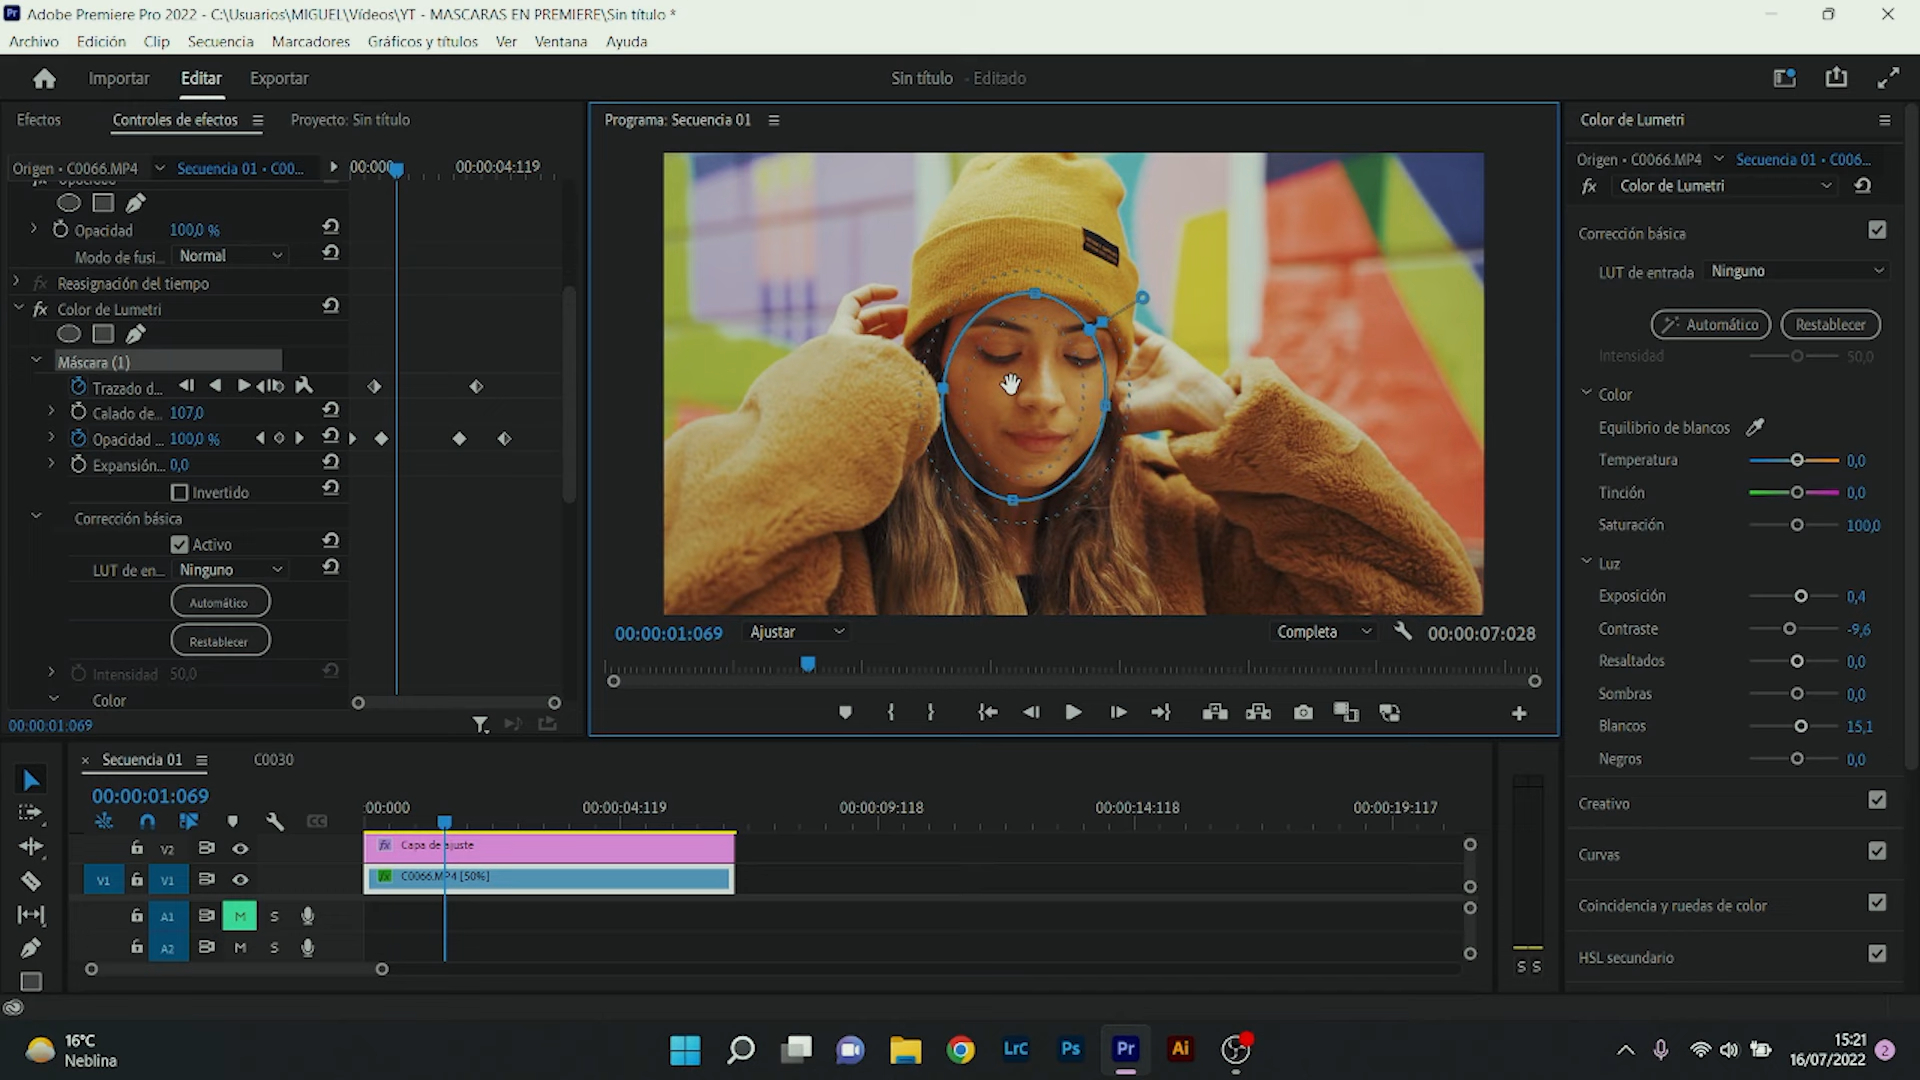 Adobe Premiere Pro 2022 - C:\Usuarios\MIGUEL\Vídeos\YT - MASCARAS EN PREMIERE\Sin título *
Archivo Edición Clip Secuencia Marcadores Gráficos y títulos Ver Ventana Ayuda
Importar Editar Exportar Sin título - Editado
Efectos Controles de efectos Proyecto: Sin título
Origen • C0066.MP4 Secuencia 01 • C00... 00:000 00:00:04:119
Opacidad
Opacidad 100,0 %
Modo de fusi... Normal
Reasignación del tiempo
fx Color de Lumetri
Máscara (1)
Trazado d...
Calado de... 107,0
Opacidad ... 100,0 %
Expansión... 0,0
Invertido
Corrección básica
Activo
LUT de en... Ninguno
Automático
Restablecer
Intensidad 50,0
Color
00:00:01:069
Programa: Secuencia 01
00:00:01:069 Ajustar Completa 00:00:07:028
Color de Lumetri
Origen • C0066.MP4 Secuencia 01 • C006...
fx Color de Lumetri
Corrección básica
LUT de entrada Ninguno
Automático Restablecer
Intensidad 50,0
Color
Equilibrio de blancos
Temperatura 0,0
Tinción 0,0
Saturación 100,0
Luz
Exposición 0,4
Contraste -9,6
Resaltados 0,0
Sombras 0,0
Blancos 15,1
Negros 0,0
Creativo
Curvas
Coincidencia y ruedas de color
HSL secundario
× Secuencia 01 C0030
00:00:01:069 :00:000 00:00:04:119 00:00:09:118 00:00:14:118 00:00:19:117
V2 fx Capa de ajuste
V1 V1 C0066.MP4 [50%]
A1 M S
A2 M S
S S
16°C
Neblina
LrC Ps Pr Ai
15:21
16/07/2022 2